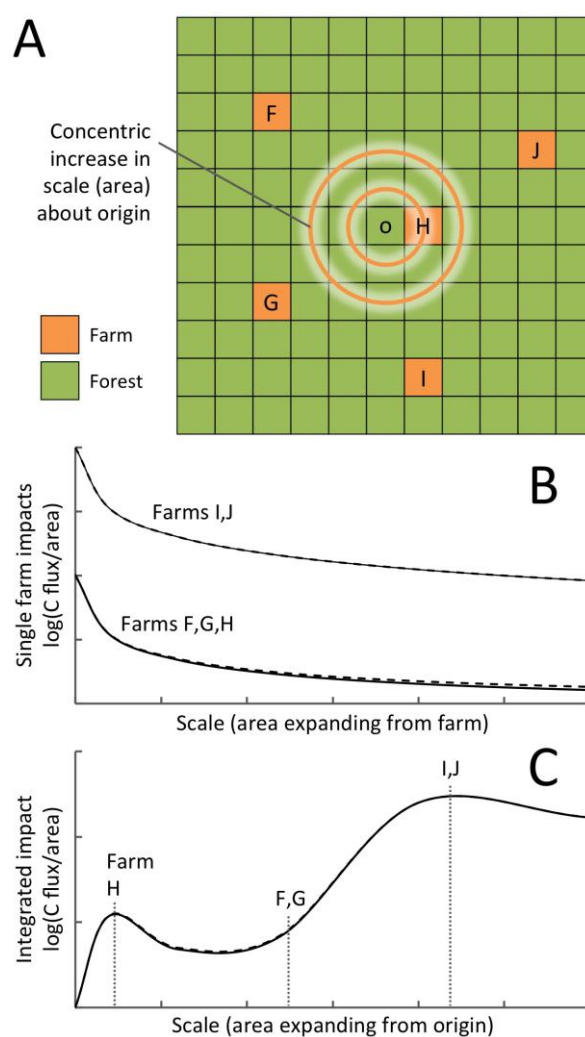 A
F
J
Concentric
increase in
scale (area)
about origin
o
H
G
I
Farm
Forest
B
Single farm impacts
log(C flux/area)
Farms I,J
Farms F,G,H
Scale (area expanding from farm)
C
Integrated impact
log(C flux/area)
I,J
Farm
H
F,G
Scale (area expanding from origin)